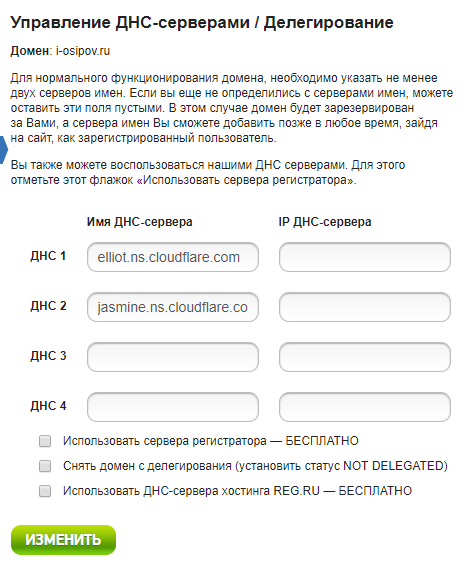 Управление ДНС-серверами / Делегирование
Домен: i-osipov.ru
Для нормального функционирования домена, необходимо указать не менее
двух серверов имен. Если вы еще не определились с серверами имен, можете
оставить эти поля пустыми. В этом случае домен будет зарезервирован
за Вами, а сервера имен Вы сможете добавить позже в любое время, зайдя
на сайт, как зарегистрированный пользователь.
Вы также можете воспользоваться нашими ДНС серверами. Для этого
отметьте этот флажок «Использовать сервера регистратора».
Имя ДНС-сервера IP ДНС-сервера
ДНС 1 elliot.ns.cloudflare.com
ДНС 2 jasmine.ns.cloudflare.co
ДНС 3
ДНС 4
Использовать сервера регистратора — БЕСПЛАТНО
Снять домен с делегирования (установить статус NOT DELEGATED)
Использовать ДНС-сервера хостинга REG.RU — БЕСПЛАТНО
ИЗМЕНИТЬ